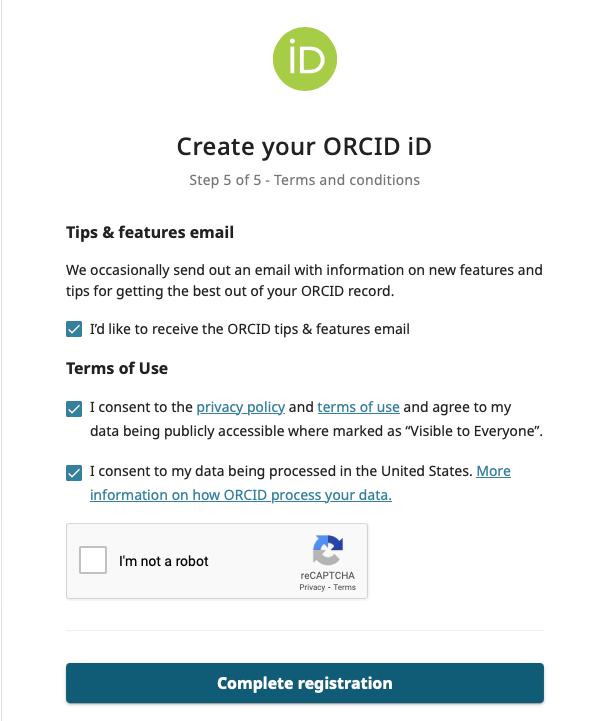 iD
Create your ORCID iD
Step 5 of 5 - Terms and conditions
Tips & features email
We occasionally send out an email with information on new features and
tips for getting the best out of your ORCID record.
I’d like to receive the ORCID tips & features email
Terms of Use
I consent to the privacy policy and terms of use and agree to my
data being publicly accessible where marked as “Visible to Everyone”.
I consent to my data being processed in the United States. More
information on how ORCID process your data.
I'm not a robot
reCAPTCHA
Privacy - Terms
Complete registration